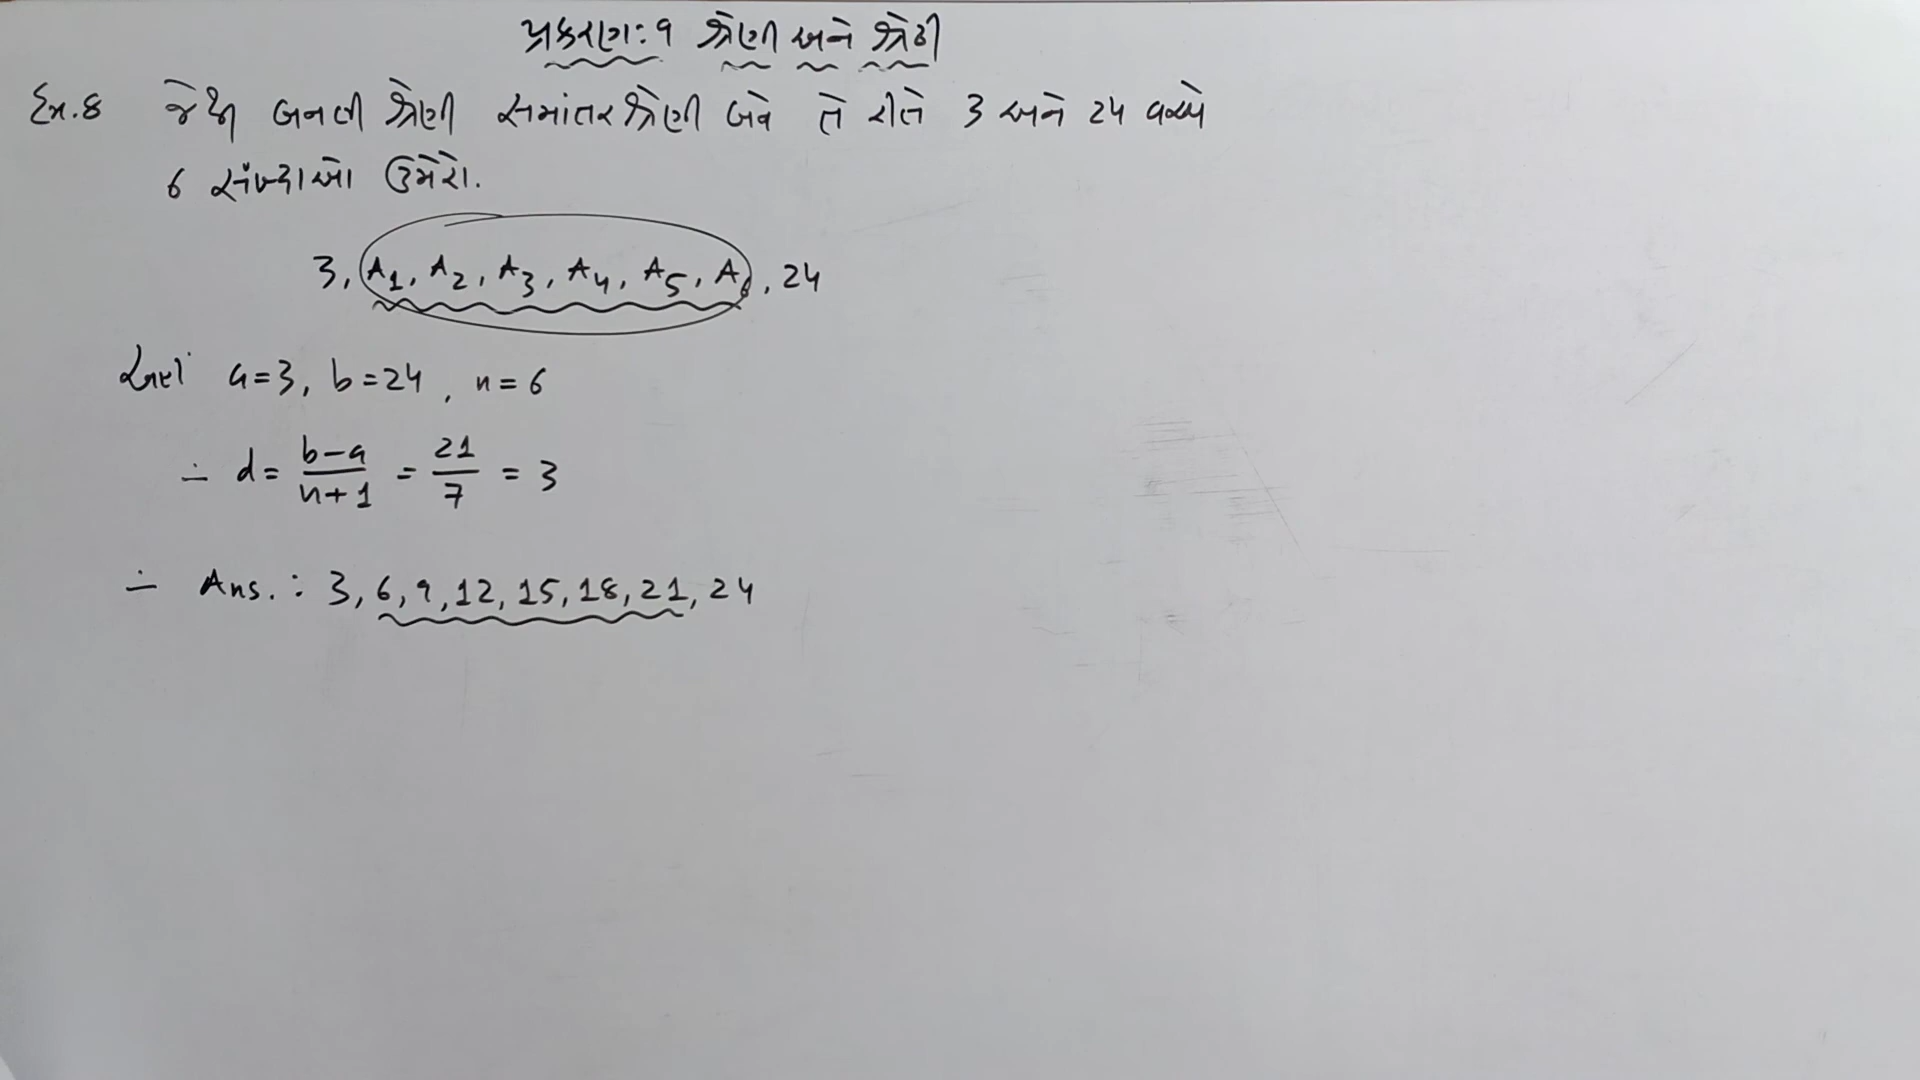 પ્રકરણ: ૧ શ્રેણી અને શ્રેઢી
Ex.8 જેથી બનતી શ્રેણી સમાંતર શ્રેણી બને તે રીતે 3 અને 24 વચ્ચે
6 સંખ્યાઓ ઉમેરો.
3, A₁, A₂, A₃, A₄, A₅, A₆, 24
અત્રે a=3, b=24, n=6
∴ d = (b-a)/(n+1) = 21/7 = 3
∴ Ans. : 3, 6, 9, 12, 15, 18, 21, 24